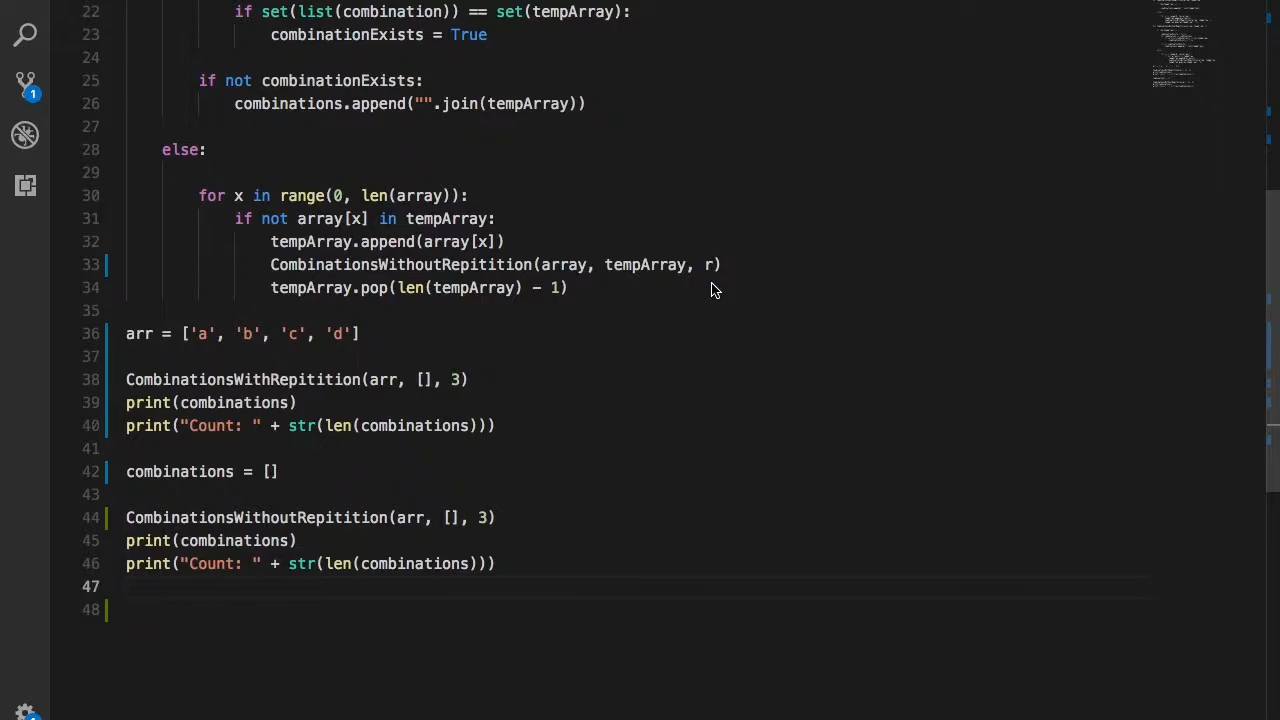 22 if set(list(combination)) == set(tempArray):
23 combinationExists = True
24
25 if not combinationExists:
26 combinations.append("".join(tempArray))
27
28 else:
29
30 for x in range(0, len(array)):
31 if not array[x] in tempArray:
32 tempArray.append(array[x])
33 CombinationsWithoutRepitition(array, tempArray, r)
34 tempArray.pop(len(tempArray) - 1)
35
36 arr = ['a', 'b', 'c', 'd']
37
38 CombinationsWithRepitition(arr, [], 3)
39 print(combinations)
40 print("Count: " + str(len(combinations)))
41
42 combinations = []
43
44 CombinationsWithoutRepitition(arr, [], 3)
45 print(combinations)
46 print("Count: " + str(len(combinations)))
47
48
1